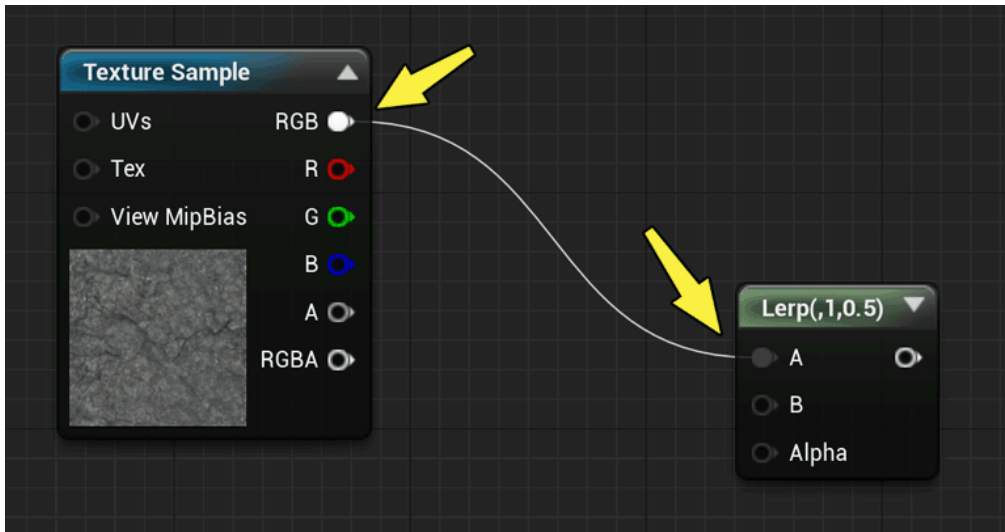 Texture Sample
UVs RGB
Tex R
View MipBias G
B
A
RGBA
Lerp(,1,0.5)
A
B
Alpha